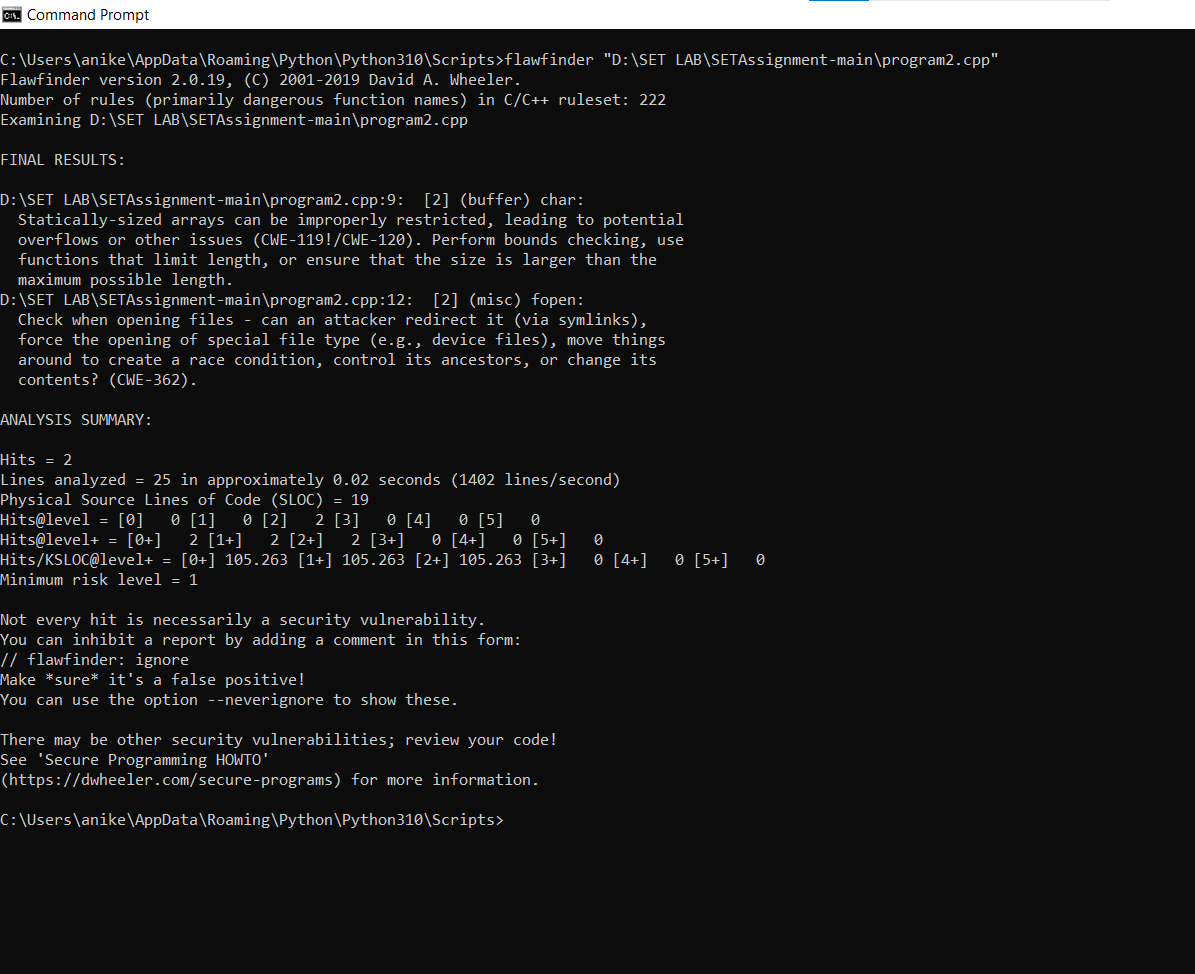 Command Prompt
C:\Users\anike\AppData\Roaming\Python\Python310\Scripts>flawfinder "D:\SET LAB\SETAssignment-main\program2.cpp"
Flawfinder version 2.0.19, (C) 2001-2019 David A. Wheeler.
Number of rules (primarily dangerous function names) in C/C++ ruleset: 222
Examining D:\SET LAB\SETAssignment-main\program2.cpp
FINAL RESULTS:
D:\SET LAB\SETAssignment-main\program2.cpp:9:  [2] (buffer) char:
  Statically-sized arrays can be improperly restricted, leading to potential
  overflows or other issues (CWE-119!/CWE-120). Perform bounds checking, use
  functions that limit length, or ensure that the size is larger than the
  maximum possible length.
D:\SET LAB\SETAssignment-main\program2.cpp:12:  [2] (misc) fopen:
  Check when opening files - can an attacker redirect it (via symlinks),
  force the opening of special file type (e.g., device files), move things
  around to create a race condition, control its ancestors, or change its
  contents? (CWE-362).
ANALYSIS SUMMARY:
Hits = 2
Lines analyzed = 25 in approximately 0.02 seconds (1402 lines/second)
Physical Source Lines of Code (SLOC) = 19
Hits@level = [0]   0 [1]   0 [2]   2 [3]   0 [4]   0 [5]   0
Hits@level+ = [0+]   2 [1+]   2 [2+]   2 [3+]   0 [4+]   0 [5+]   0
Hits/KSLOC@level+ = [0+] 105.263 [1+] 105.263 [2+] 105.263 [3+]   0 [4+]   0 [5+]   0
Minimum risk level = 1
Not every hit is necessarily a security vulnerability.
You can inhibit a report by adding a comment in this form:
// flawfinder: ignore
Make *sure* it's a false positive!
You can use the option --neverignore to show these.
There may be other security vulnerabilities; review your code!
See 'Secure Programming HOWTO'
(https://dwheeler.com/secure-programs) for more information.
C:\Users\anike\AppData\Roaming\Python\Python310\Scripts>